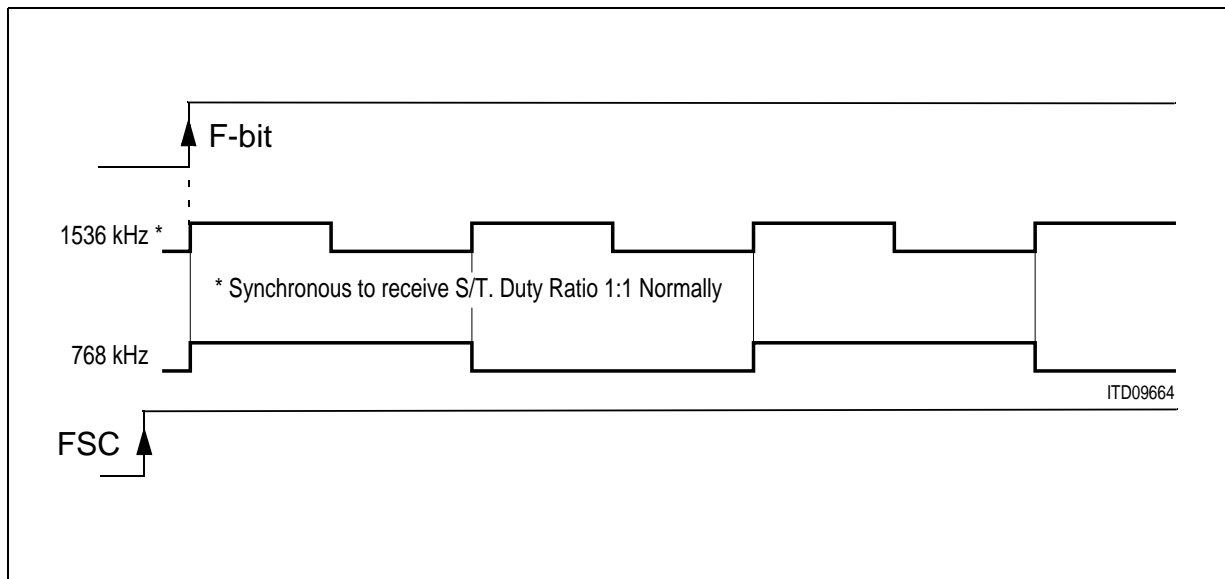 F-bit
1536 kHz *
* Synchronous to receive S/T. Duty Ratio 1:1 Normally
768 kHz
ITD09664
FSC